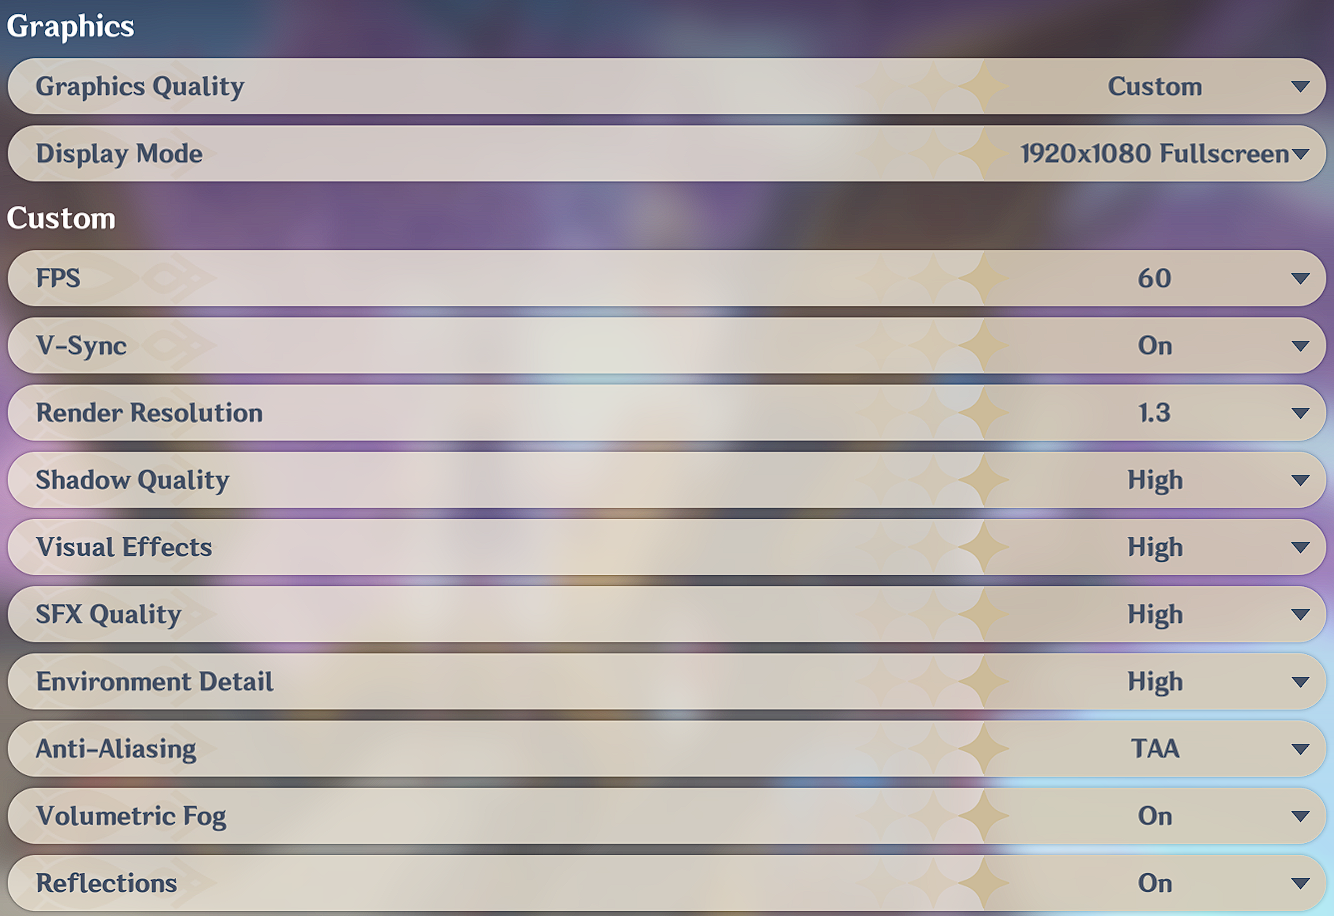 Graphics
Graphics Quality Custom
Display Mode 1920x1080 Fullscreen
Custom
FPS 60
V-Sync On
Render Resolution 1.3
Shadow Quality High
Visual Effects High
SFX Quality High
Environment Detail High
Anti-Aliasing TAA
Volumetric Fog On
Reflections On